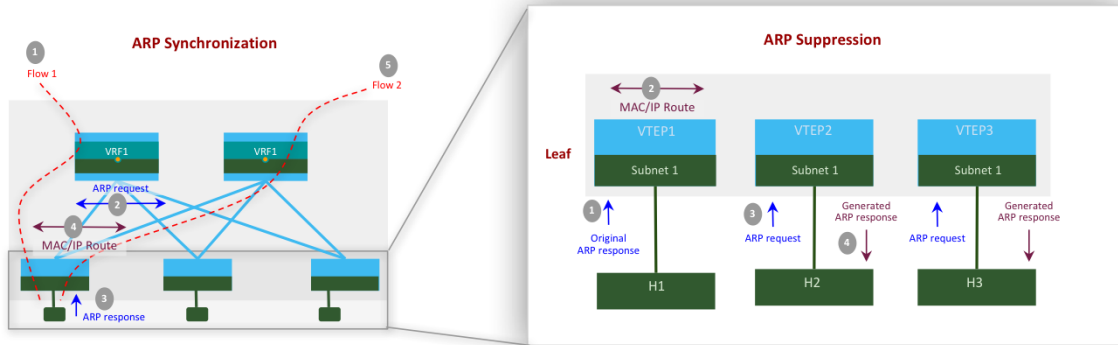 ARP Synchronization
1
Flow 1
5
Flow 2
VRF1
VRF1
ARP request
2
4
MAC/IP Route
3
ARP response
ARP Suppression
2
MAC/IP Route
Leaf
VTEP1
VTEP2
VTEP3
Subnet 1
Subnet 1
Subnet 1
1
Original
ARP response
3
ARP request
Generated
ARP response
4
ARP request
Generated
ARP response
H1
H2
H3